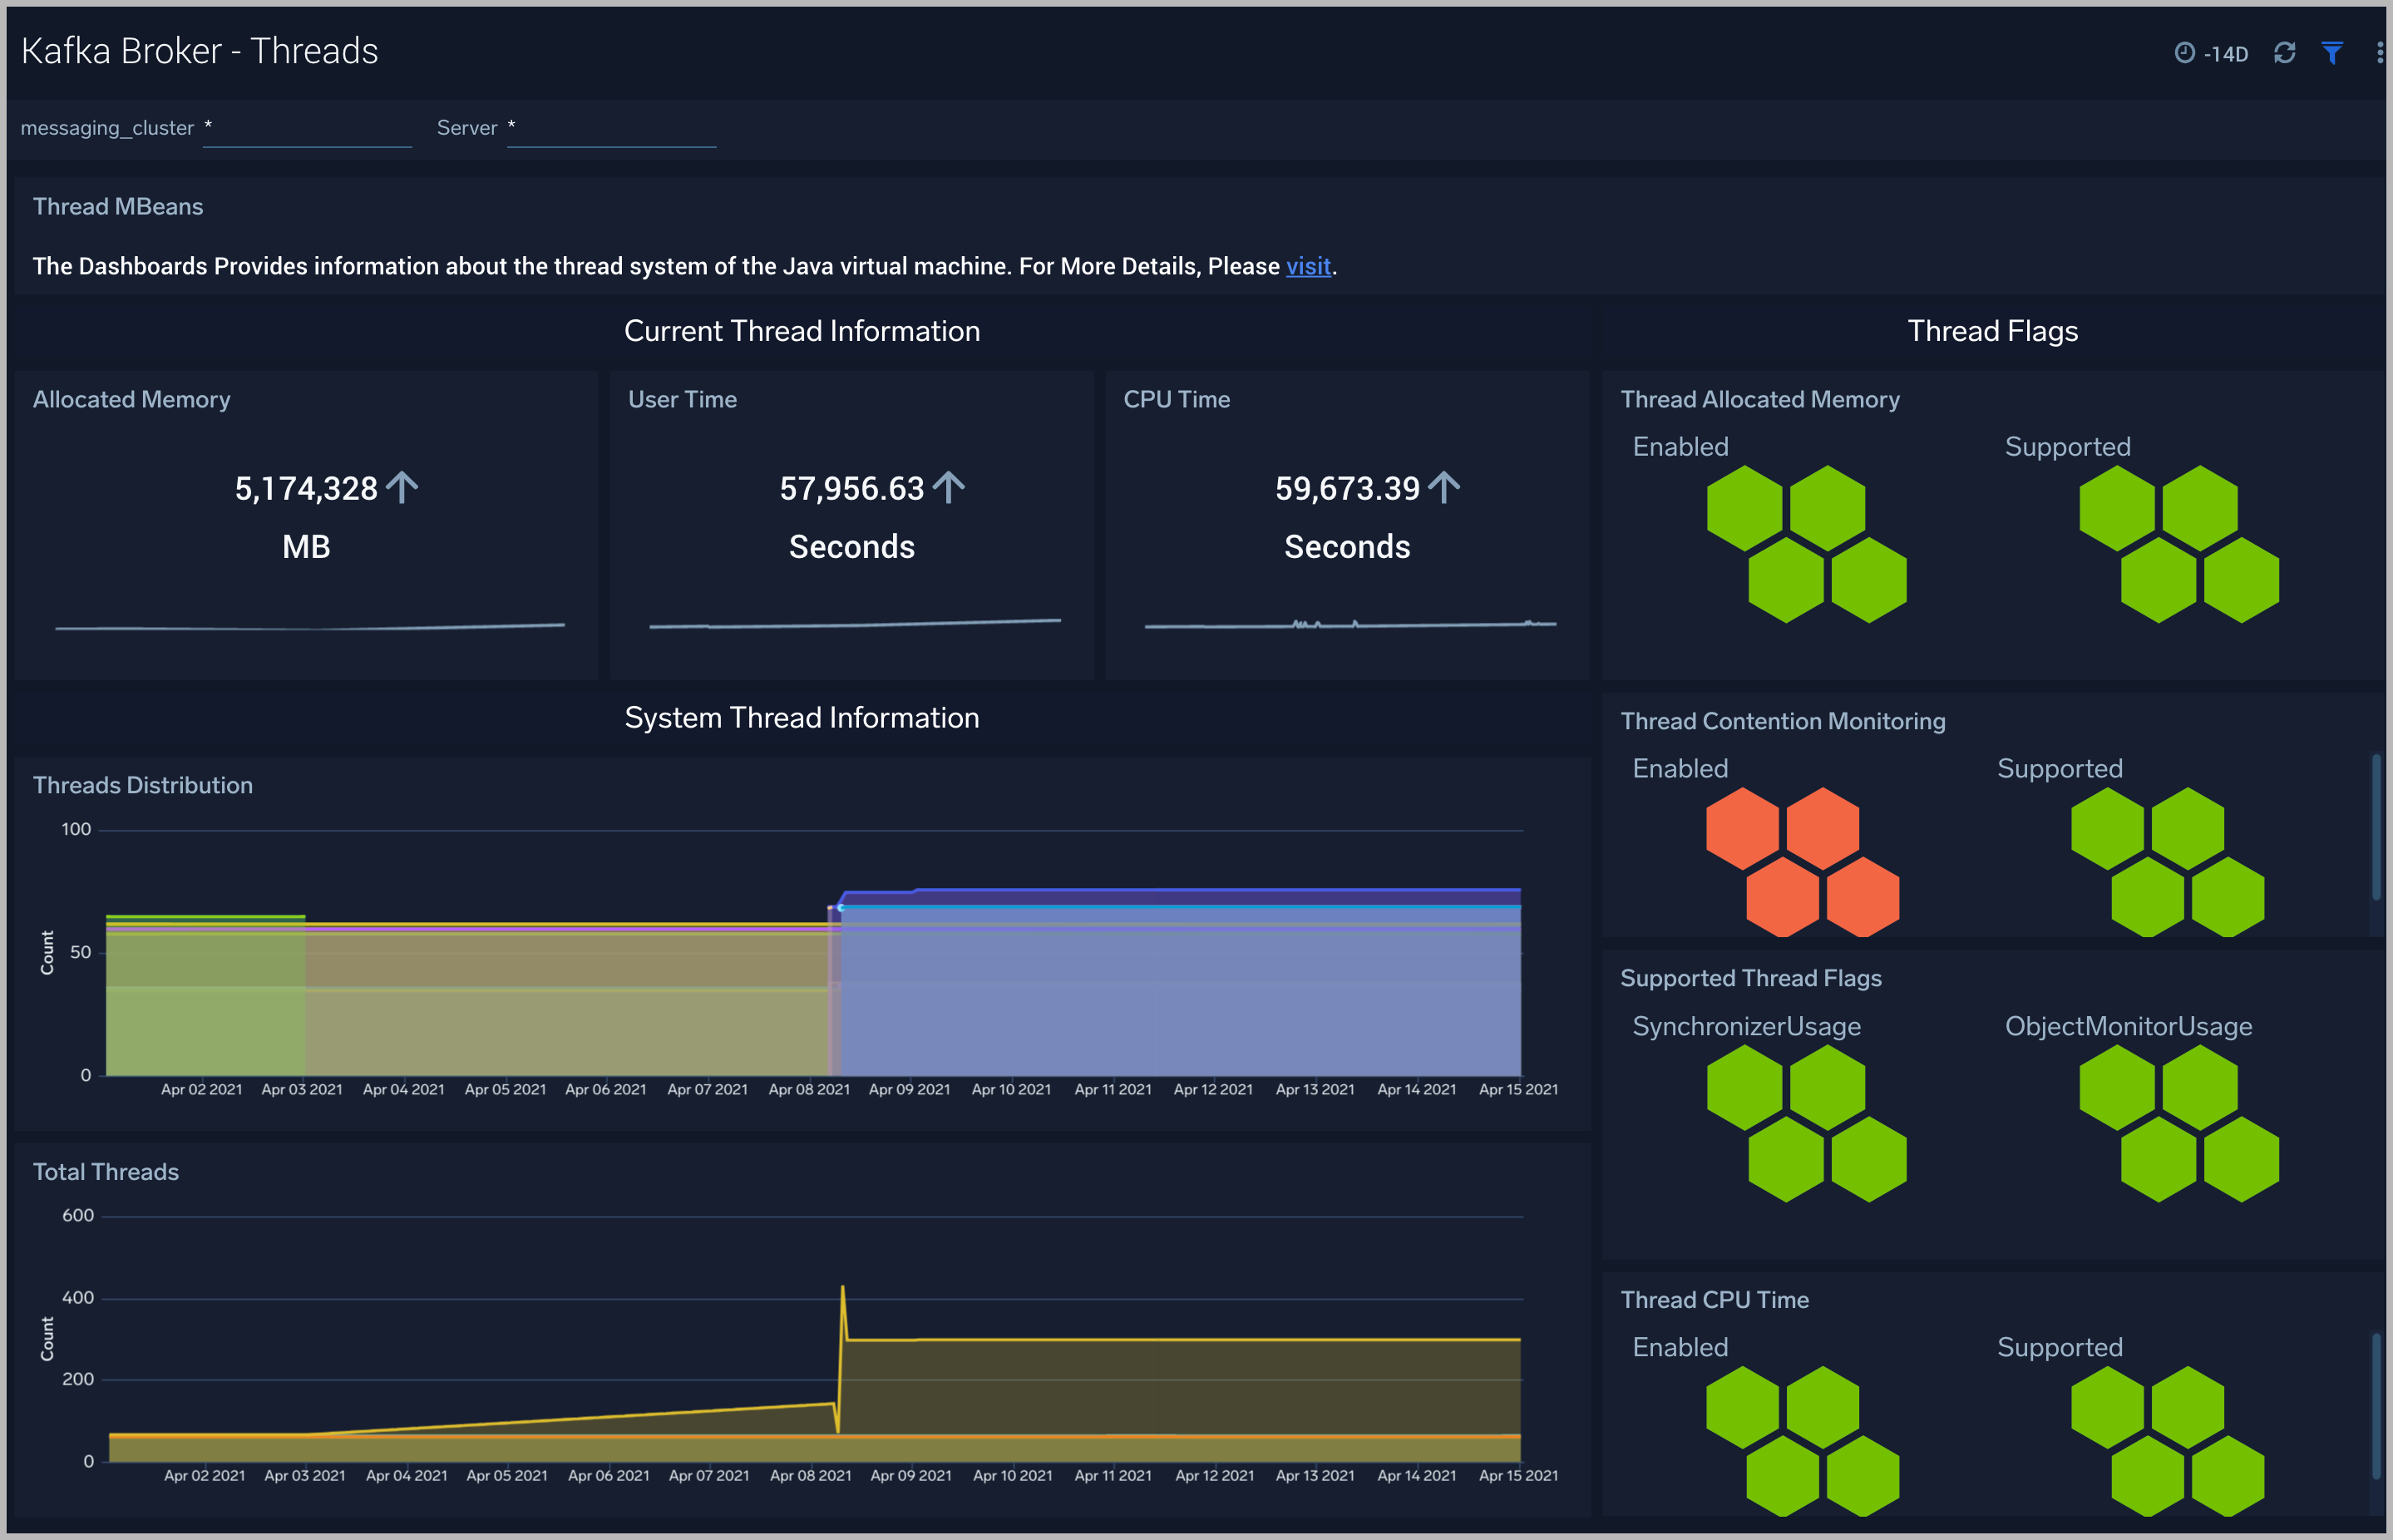 Kafka Broker - Threads
-14D
messaging_cluster * Server *
Thread MBeans
The Dashboards Provides information about the thread system of the Java virtual machine. For More Details, Please visit.
Current Thread Information
Allocated Memory
5,174,328
MB
User Time
57,956.63
Seconds
CPU Time
59,673.39
Seconds
System Thread Information
Threads Distribution
100
50
0
Count
Apr 02 2021 Apr 03 2021 Apr 04 2021 Apr 05 2021 Apr 06 2021 Apr 07 2021 Apr 08 2021 Apr 09 2021 Apr 10 2021 Apr 11 2021 Apr 12 2021 Apr 13 2021 Apr 14 2021 Apr 15 2021
Total Threads
600
400
200
0
Count
Apr 02 2021 Apr 03 2021 Apr 04 2021 Apr 05 2021 Apr 06 2021 Apr 07 2021 Apr 08 2021 Apr 09 2021 Apr 10 2021 Apr 11 2021 Apr 12 2021 Apr 13 2021 Apr 14 2021 Apr 15 2021
Thread Flags
Thread Allocated Memory
Enabled Supported
Thread Contention Monitoring
Enabled Supported
Supported Thread Flags
SynchronizerUsage ObjectMonitorUsage
Thread CPU Time
Enabled Supported